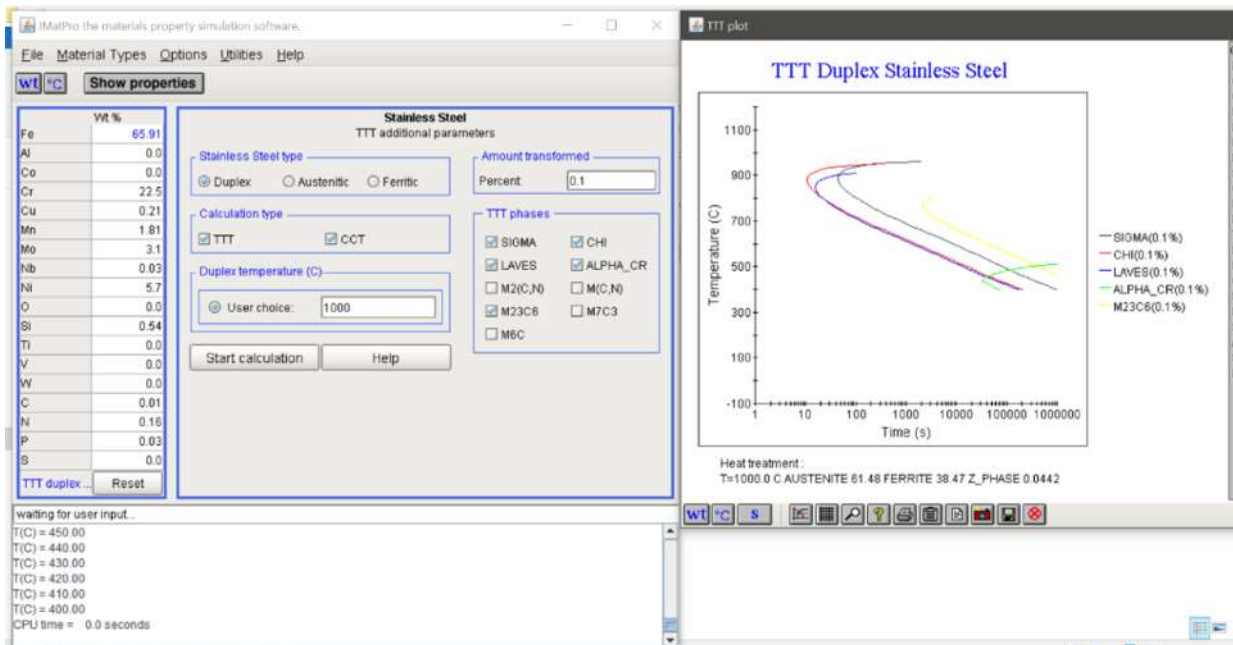 JMatPro the materials property simulation software.
File Material Types Options Utilities Help
wt °C Show properties
Wt %
Fe 65.91
Al 0.0
Co 0.0
Cr 22.5
Cu 0.21
Mn 1.81
Mo 3.1
Nb 0.03
Ni 5.7
O 0.0
Si 0.54
Ti 0.0
V 0.0
W 0.0
C 0.01
N 0.16
P 0.03
S 0.0
TTT duplex ... Reset
Stainless Steel
TTT additional parameters
Stainless Steel type
Duplex Austenitic Ferritic
Calculation type
TTT CCT
Duplex temperature (C)
User choice: 1000
Start calculation Help
Amount transformed
Percent: 0.1
TTT phases
SIGMA CHI
LAVES ALPHA_CR
M2(C,N) M(C,N)
M23C6 M7C3
M6C
waiting for user input...
T(C) = 450.00
T(C) = 440.00
T(C) = 430.00
T(C) = 420.00
T(C) = 410.00
T(C) = 400.00
CPU time = 0.0 seconds
TTT plot
TTT Duplex Stainless Steel
Temperature (C)
1100
900
700
500
300
100
-100
1 10 100 1000 10000 100000 1000000
Time (s)
SIGMA(0.1%)
CHI(0.1%)
LAVES(0.1%)
ALPHA_CR(0.1%)
M23C6(0.1%)
Heat treatment :
T=1000.0 C AUSTENITE 61.48 FERRITE 38.47 Z_PHASE 0.0442
wt °C s